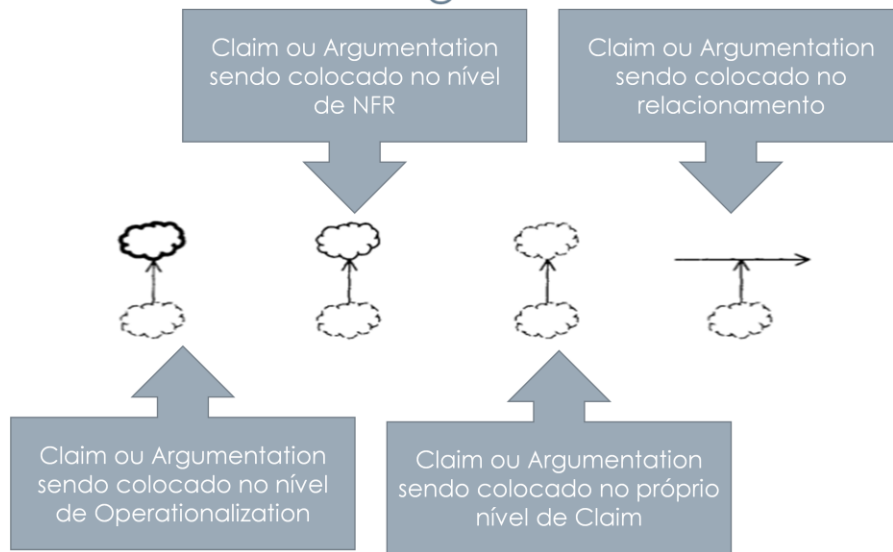 Claim ou Argumentation
sendo colocado no nível
de NFR
Claim ou Argumentation
sendo colocado no
relacionamento
Claim ou Argumentation
sendo colocado no nível
de Operationalization
Claim ou Argumentation
sendo colocado no próprio
nível de Claim